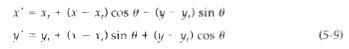 x' = x_r + (x − x_r) cos θ − (y − y_r) sin θ
y' = y_r + (x − x_r) sin θ + (y − y_r) cos θ (5-9)